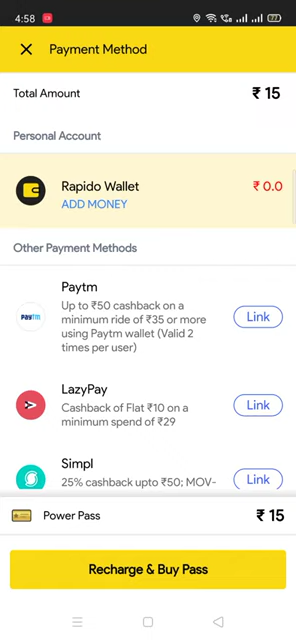 4:58
77
Payment Method
Total Amount ₹ 15
Personal Account
Rapido Wallet ₹ 0.0
ADD MONEY
Other Payment Methods
Paytm
Up to ₹50 cashback on a
minimum ride of ₹35 or more
using Paytm wallet (Valid 2
times per user)
paytm
Link
LazyPay
Cashback of Flat ₹10 on a
minimum spend of ₹29
Link
Simpl
25% cashback upto ₹50; MOV-
Link
Power Pass ₹ 15
Recharge & Buy Pass